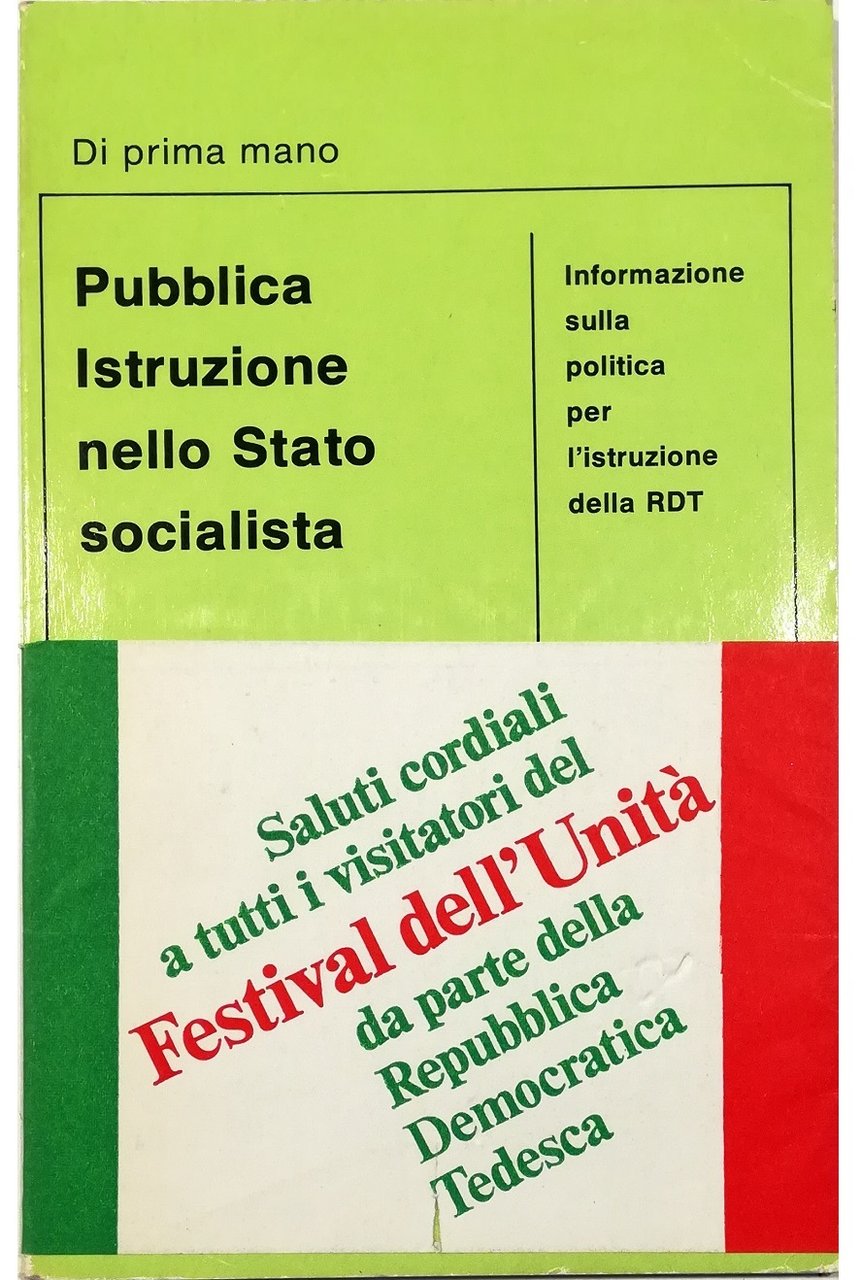 Di prima mano
Pubblica
Istruzione
nello Stato
socialista
Informazione
sulla
politica
per
l'istruzione
della RDT
Saluti cordiali
a tutti i visitatori del
Festival dell'Unità
da parte della
Repubblica
Democratica
Tedesca